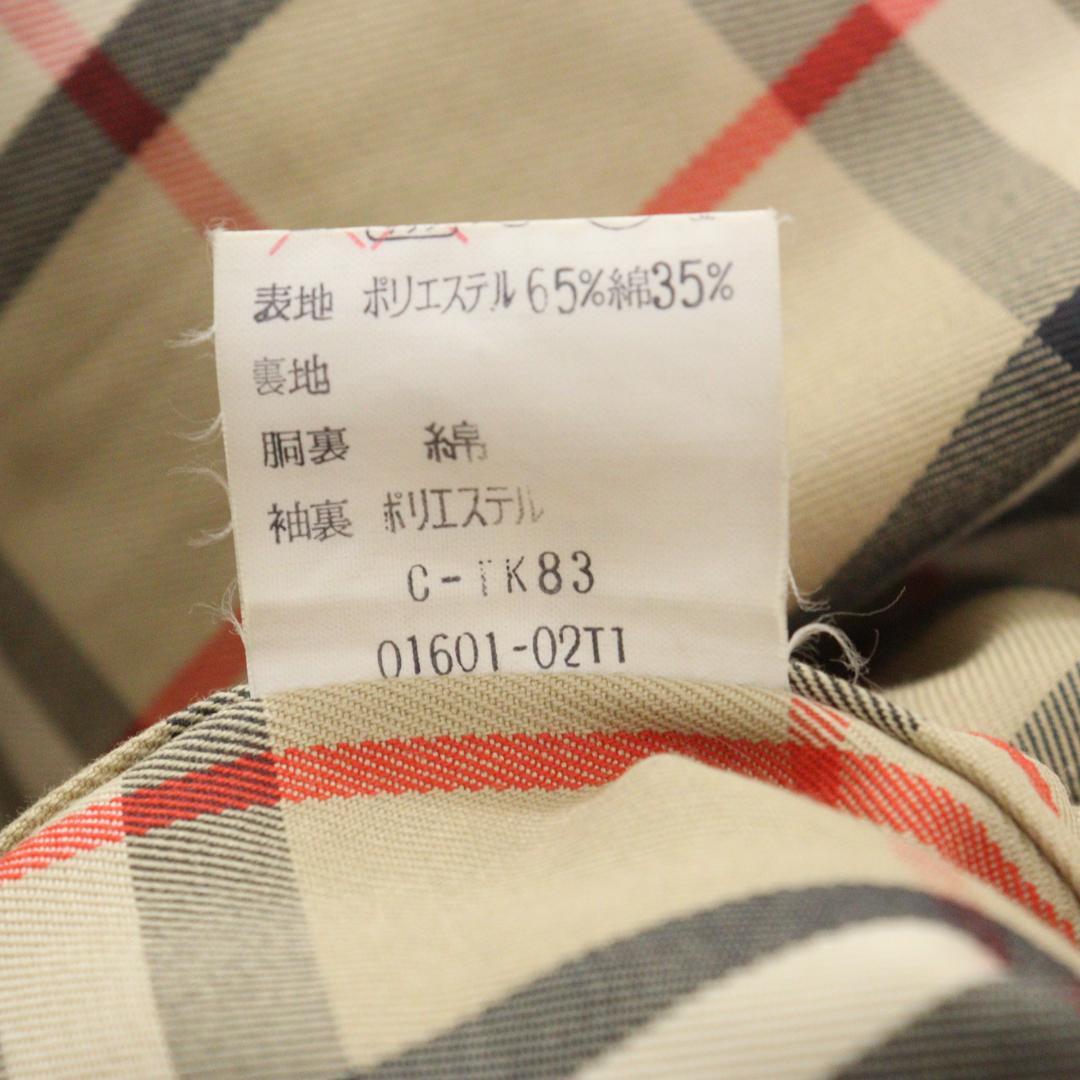 表地 ポリエステル65%綿35%
裏地
胴裏 綿
袖裏 ポリエステル
C-TK83
01601-02T1